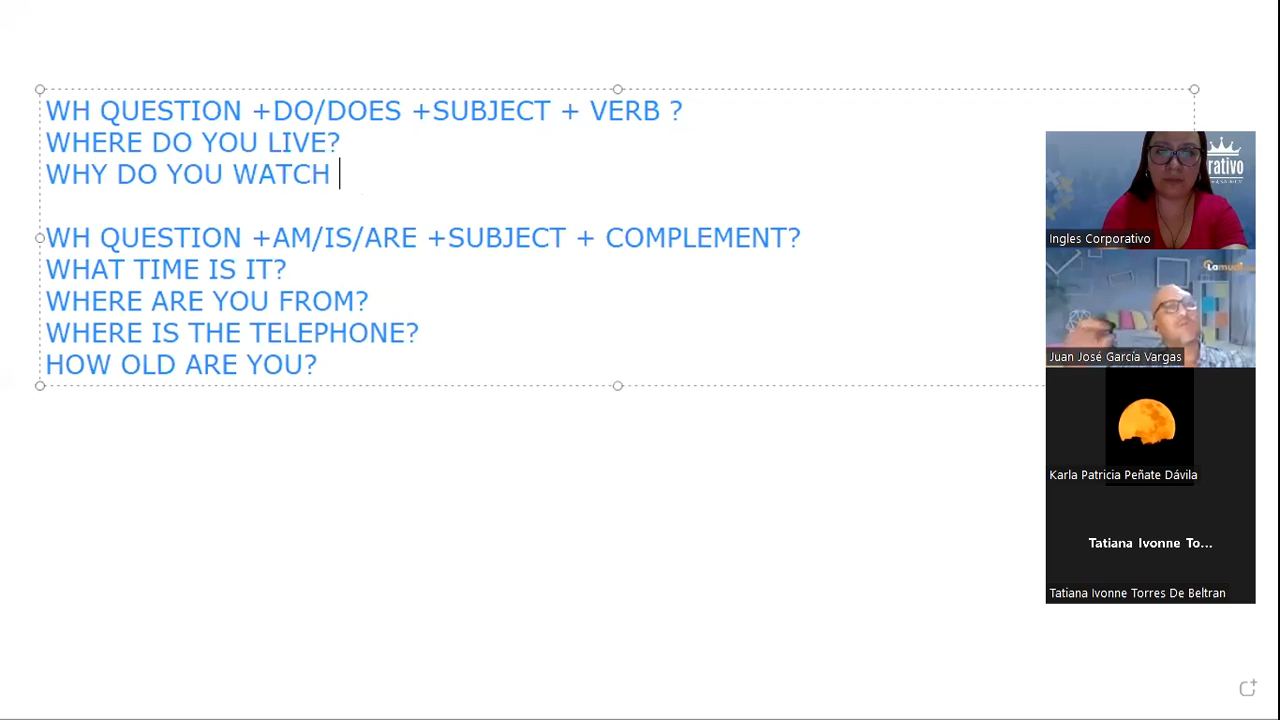 WH QUESTION +DO/DOES +SUBJECT + VERB ?
WHERE DO YOU LIVE?
WHY DO YOU WATCH
WH QUESTION +AM/IS/ARE +SUBJECT + COMPLEMENT?
WHAT TIME IS IT?
WHERE ARE YOU FROM?
WHERE IS THE TELEPHONE?
HOW OLD ARE YOU?
rativo
Ingles Corporativo
Juan José García Vargas
Karla Patricia Peñate Dávila
Tatiana Ivonne To...
Tatiana Ivonne Torres De Beltran